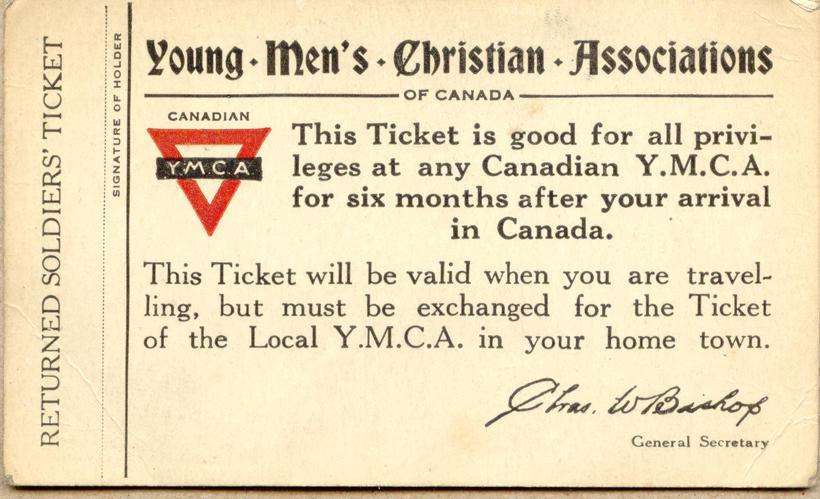 RETURNED SOLDIERS' TICKET
SIGNATURE OF HOLDER
Young · Men's · Christian · Associations
OF CANADA
CANADIAN
Y.M.C.A
This Ticket is good for all privi-
leges at any Canadian Y.M.C.A.
for six months after your arrival
in Canada.
This Ticket will be valid when you are travel-
ling, but must be exchanged for the Ticket
of the Local Y.M.C.A. in your home town.
Chas. W Bishop
General Secretary